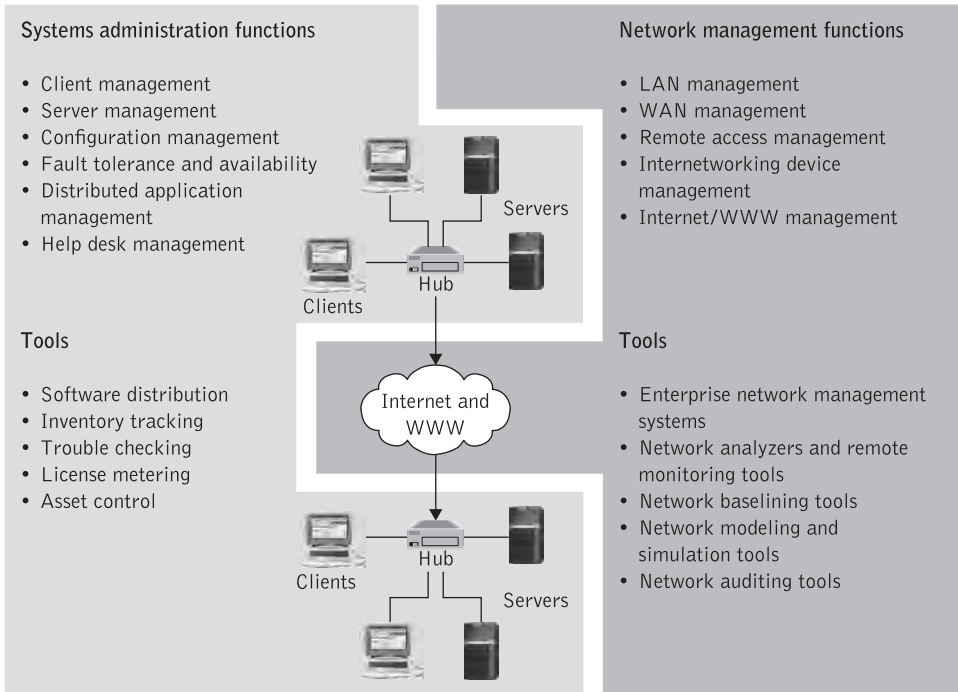 Systems administration functions
• Client management
• Server management
• Configuration management
• Fault tolerance and availability
• Distributed application
management
• Help desk management
Tools
• Software distribution
• Inventory tracking
• Trouble checking
• License metering
• Asset control
Servers
Hub
Clients
Internet and
WWW
Hub
Clients
Servers
Network management functions
• LAN management
• WAN management
• Remote access management
• Internetworking device
management
• Internet/WWW management
Tools
• Enterprise network management
systems
• Network analyzers and remote
monitoring tools
• Network baselining tools
• Network modeling and
simulation tools
• Network auditing tools